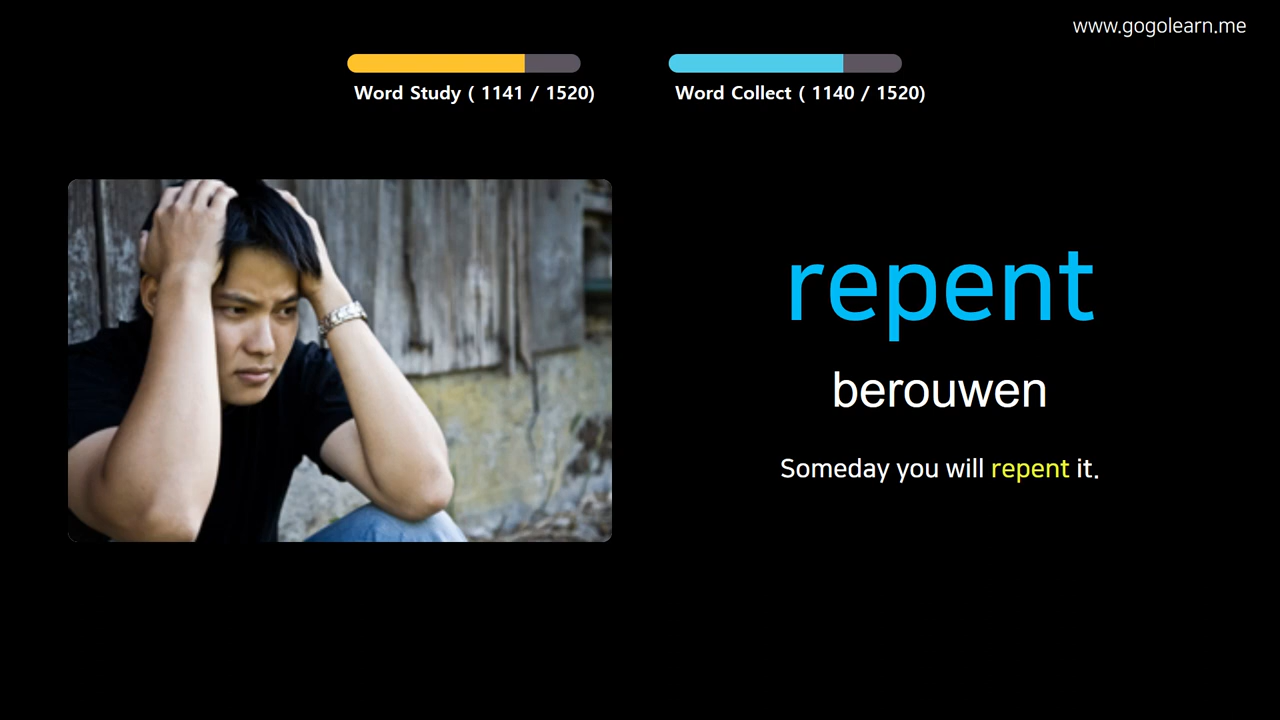 www.gogolearn.me
Word Study ( 1141 / 1520)
Word Collect ( 1140 / 1520)
repent
berouwen
Someday you will repent it.